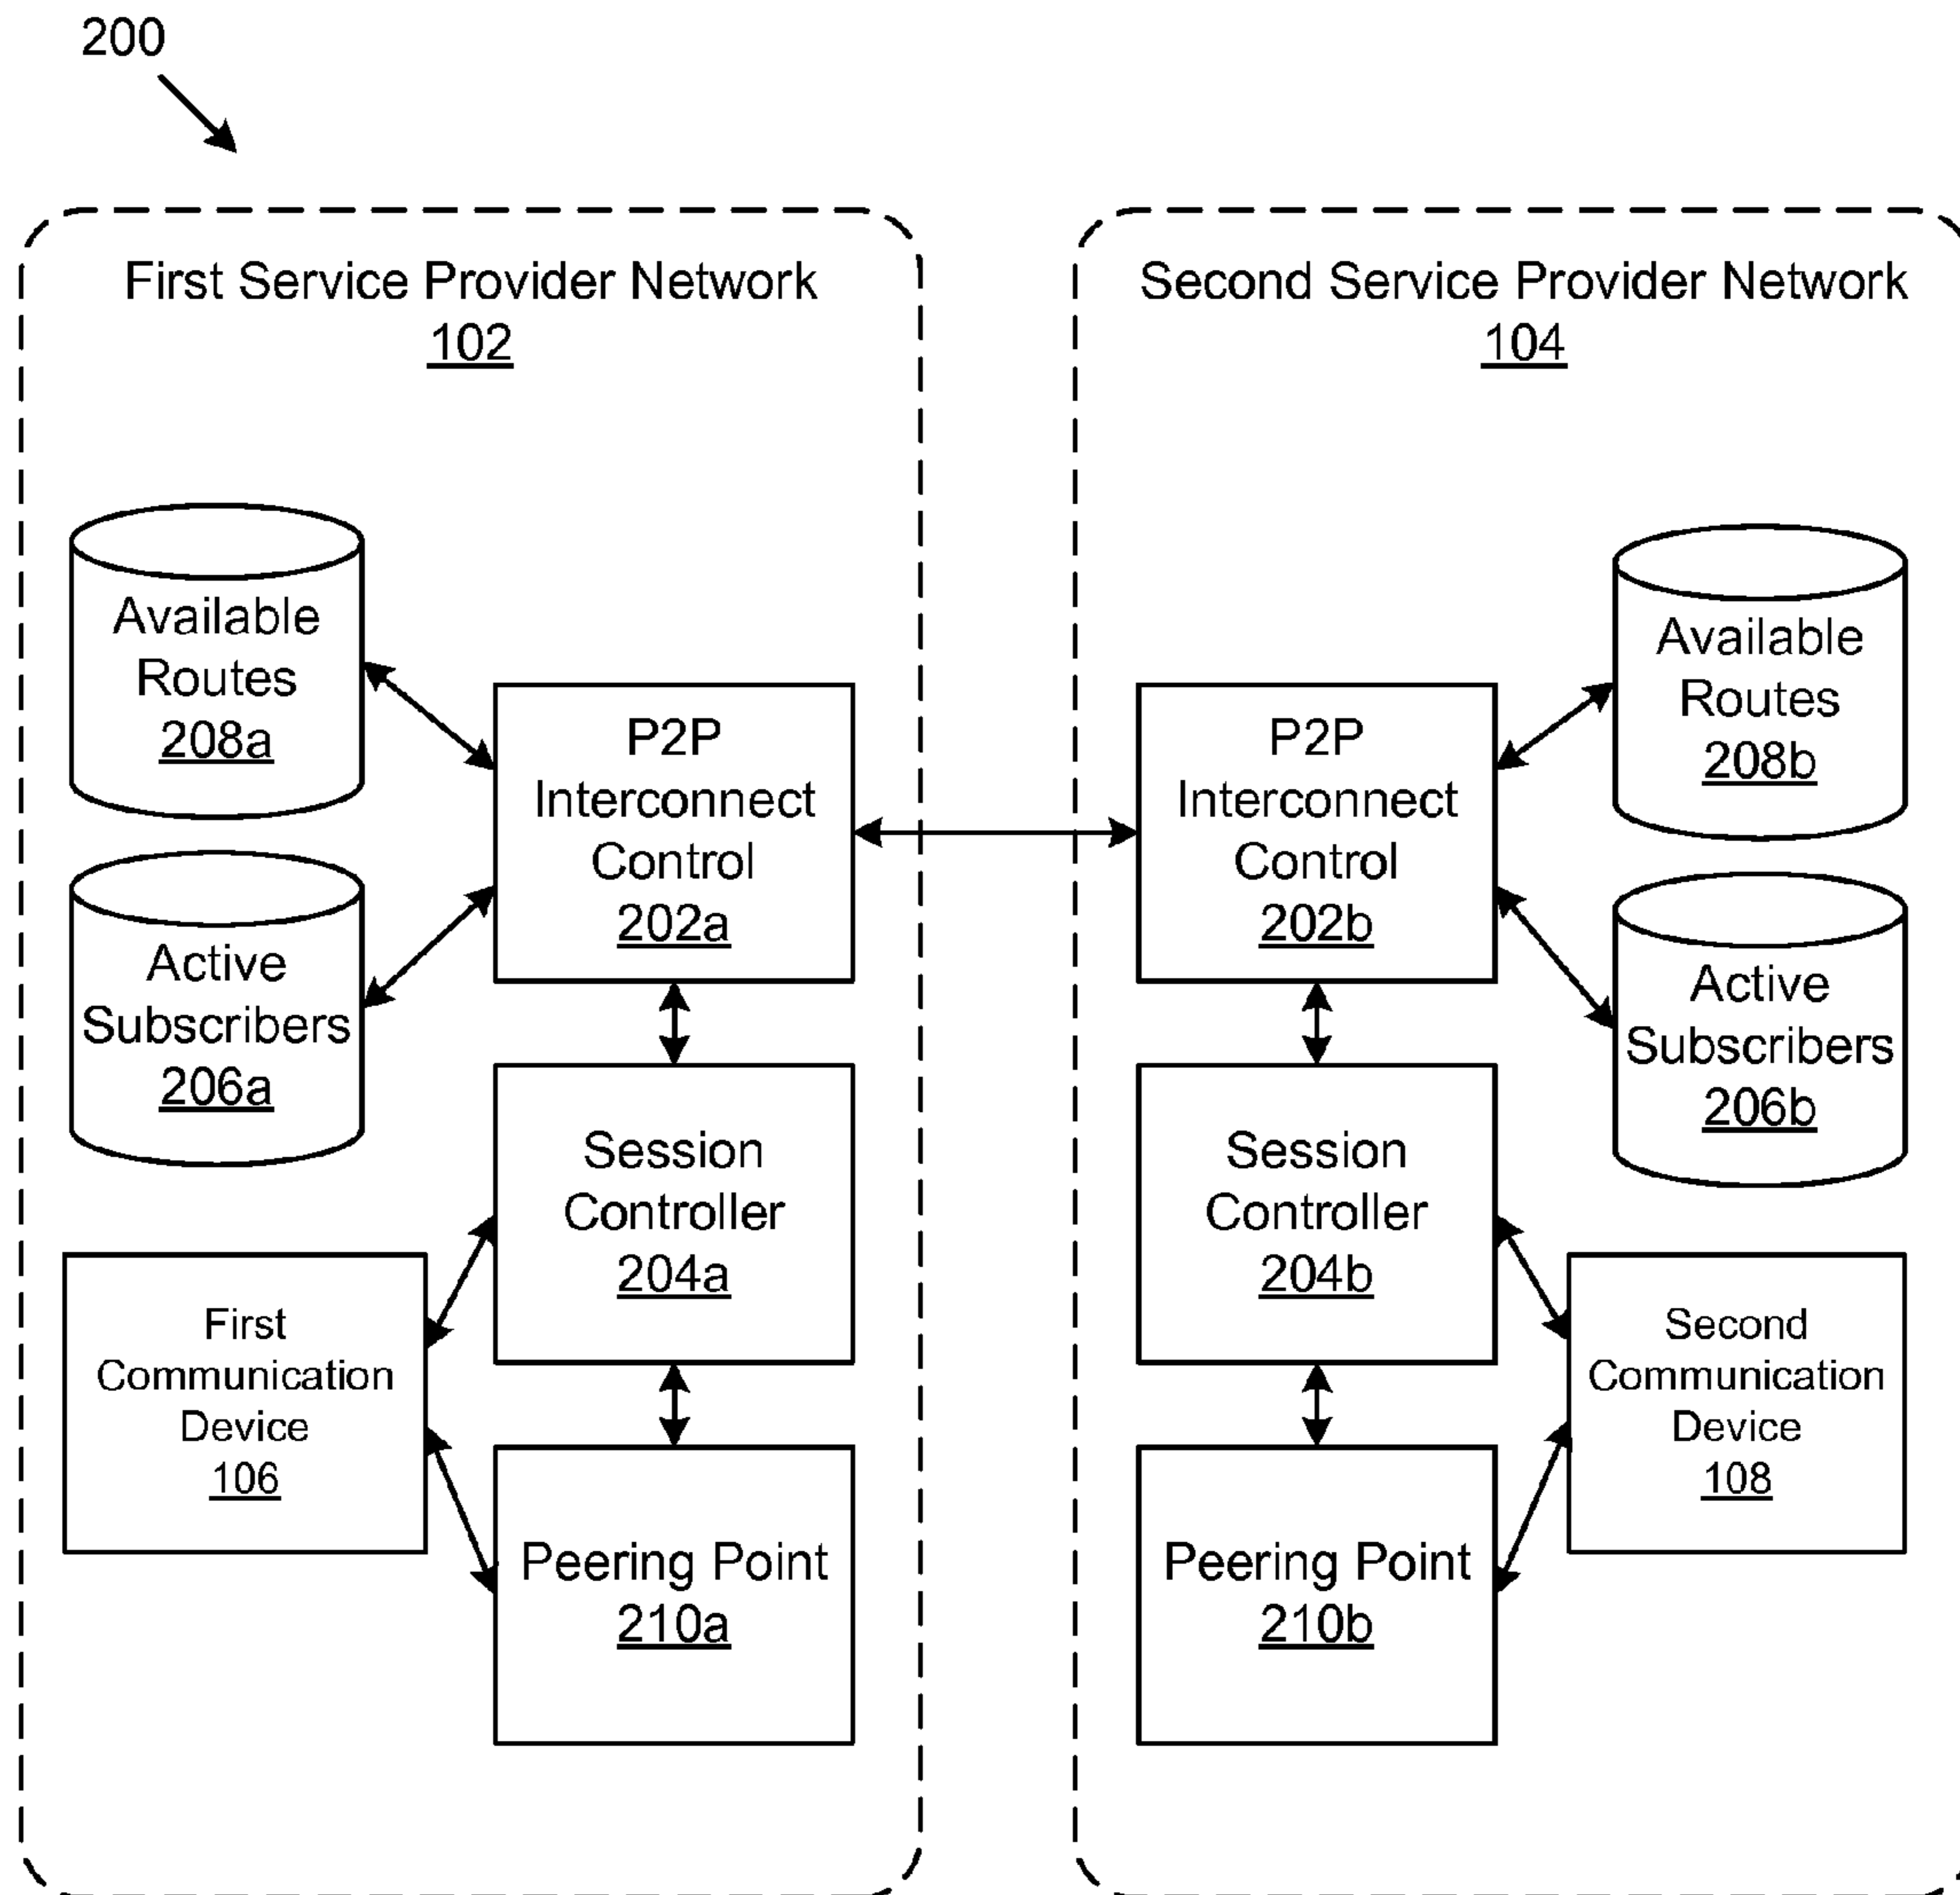 200
First Service Provider Network
102
Available
Routes
208a
P2P
Interconnect
Control
202a
Active
Subscribers
206a
Session
Controller
204a
First
Communication
Device
106
Peering Point
210a
Second Service Provider Network
104
P2P
Interconnect
Control
202b
Available
Routes
208b
Active
Subscribers
206b
Session
Controller
204b
Second
Communication
Device
108
Peering Point
210b